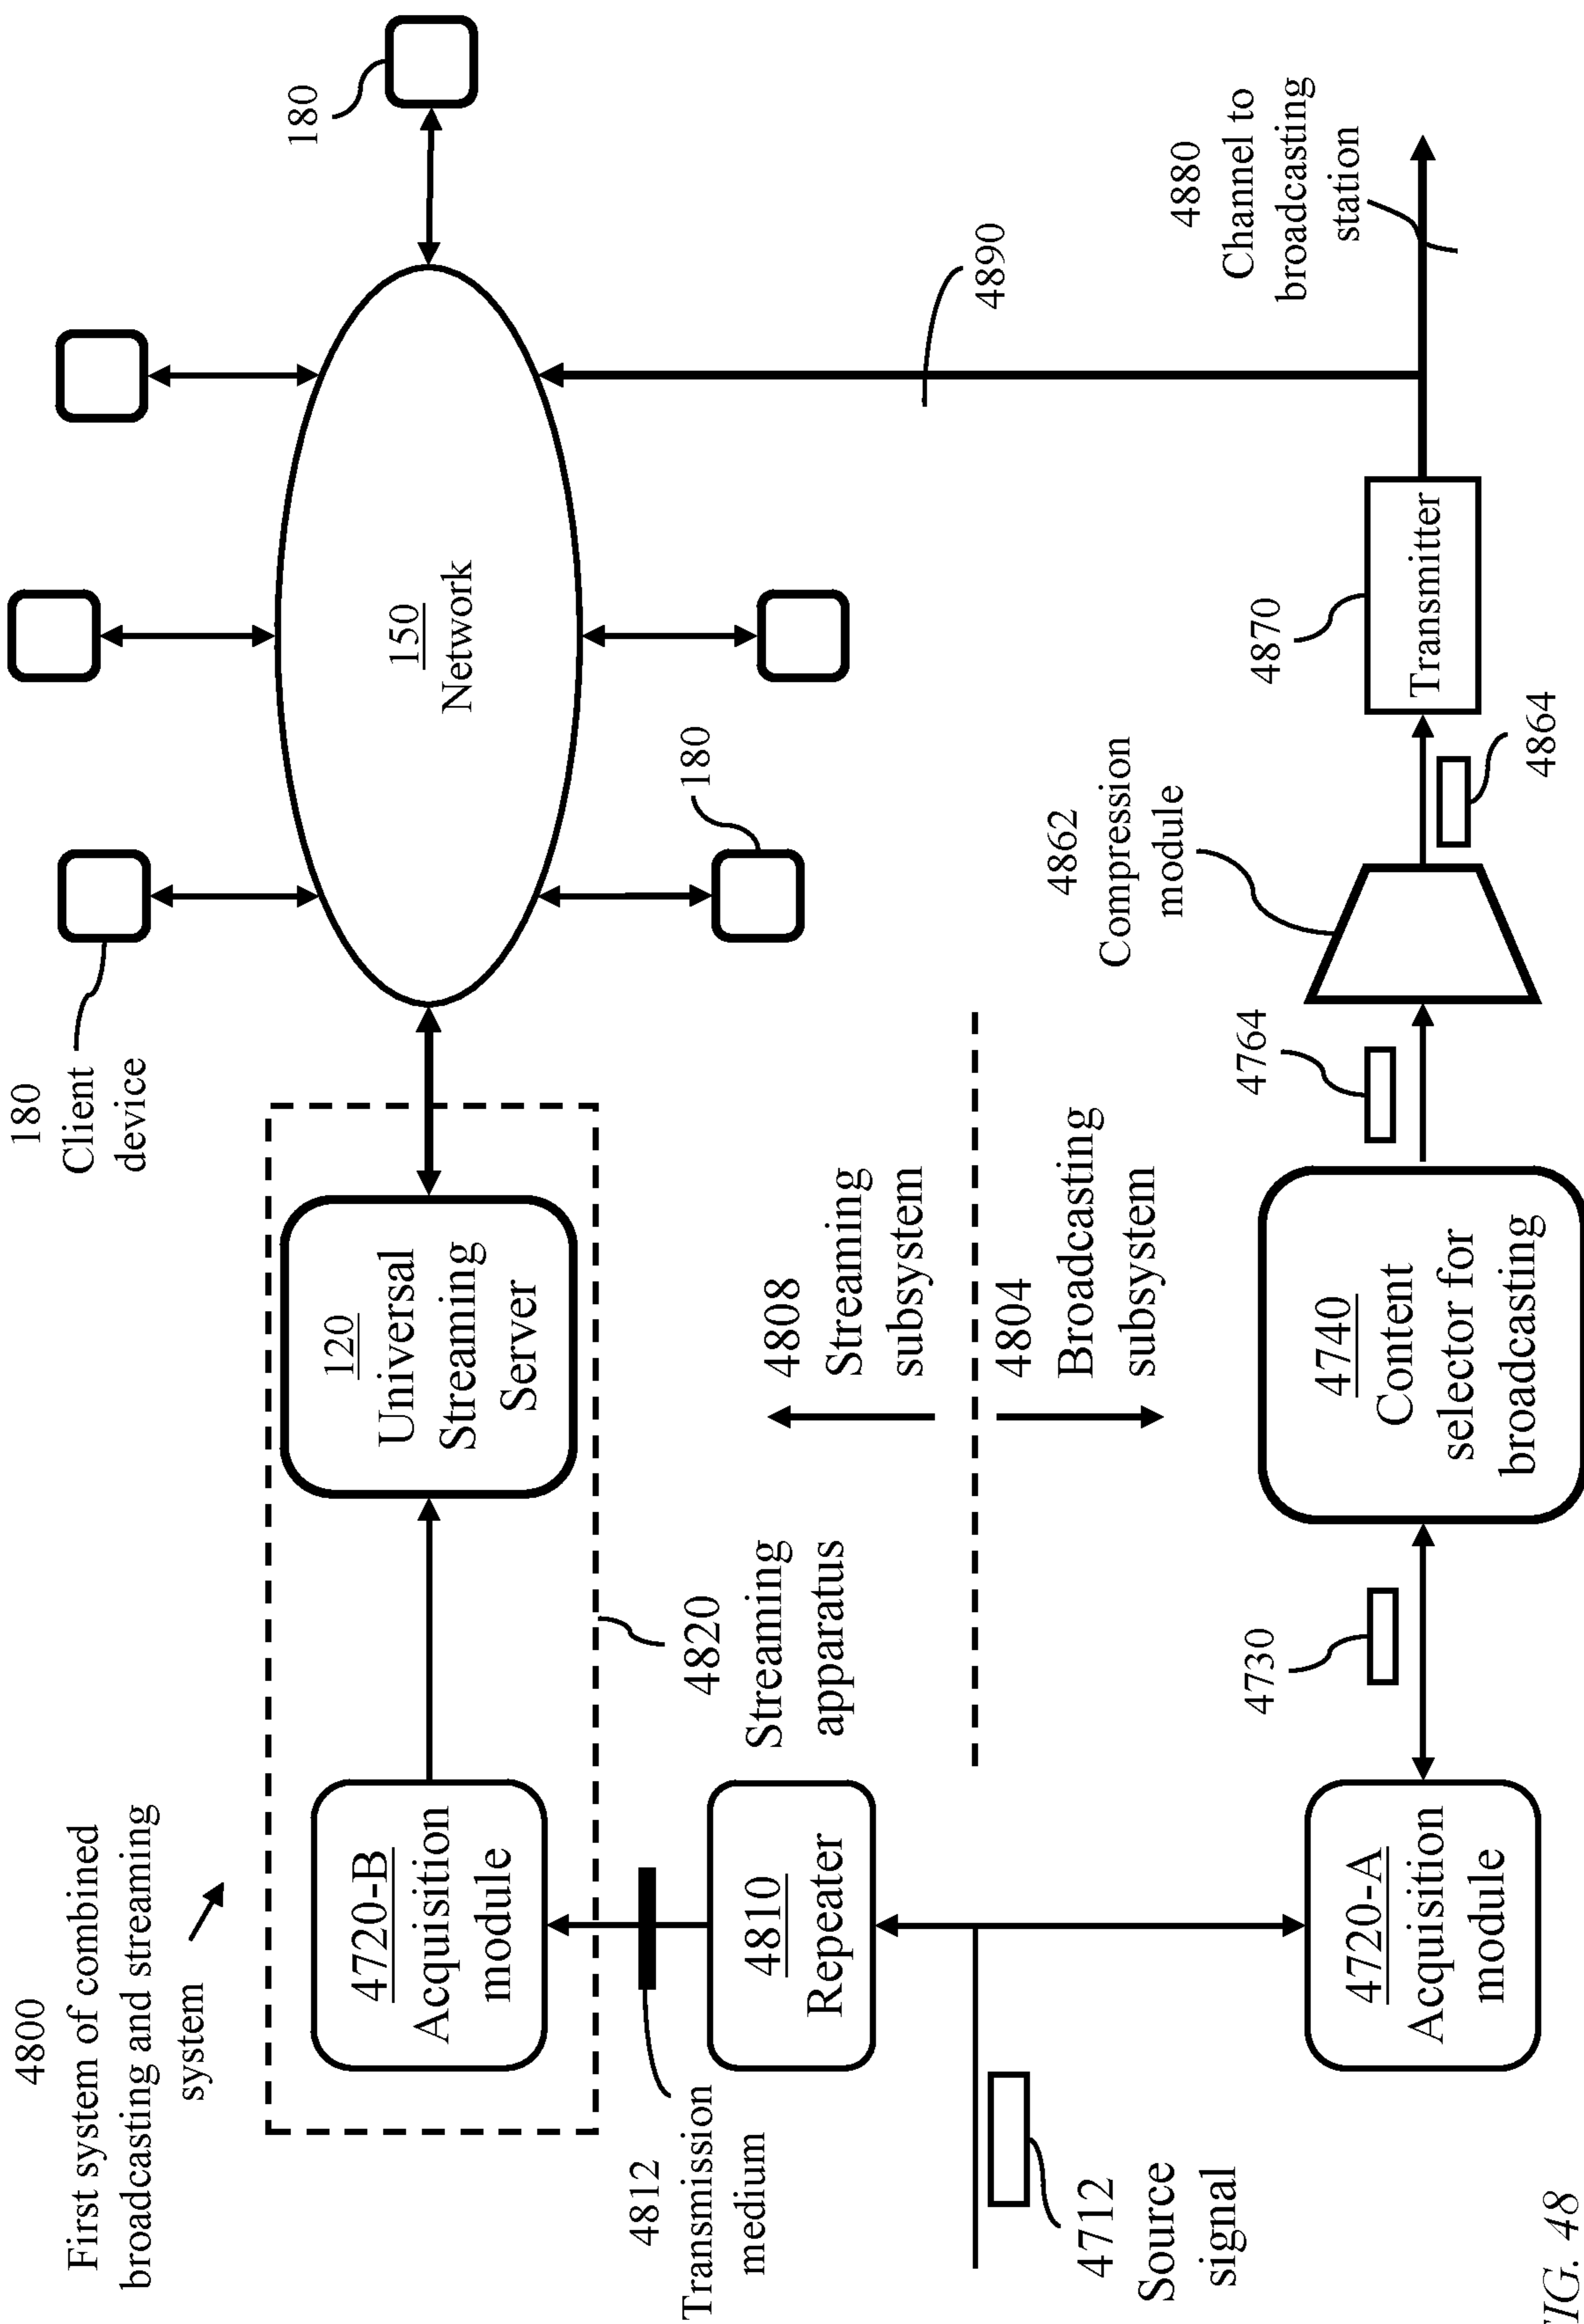 4800
First system of combined
broadcasting and streaming
system
180
Client
device
180
180
150
Network
120
Universal
Streaming
Server
4720-B
Acquisition
module
4820
Streaming
apparatus
4812
Transmission
medium
4810
Repeater
4808
Streaming
subsystem
4804
Broadcasting
subsystem
4890
4712
Source
signal
4720-A
Acquisition
module
4730
4740
Content
selector for
broadcasting
4764
4862
Compression
module
4864
4870
Transmitter
4880
Channel to
broadcasting
station
FIG. 48